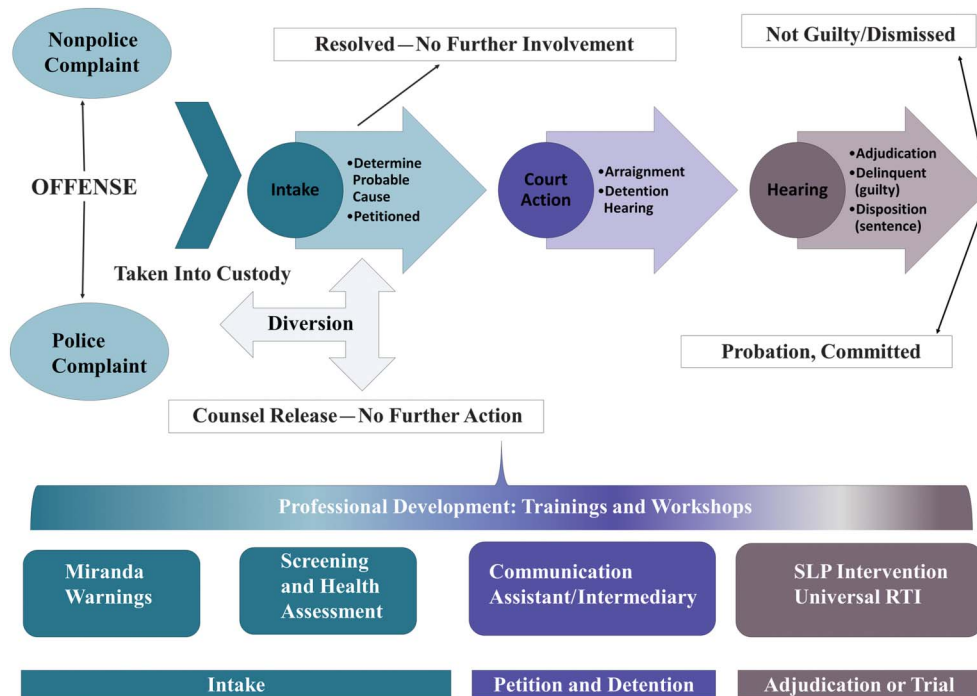 Nonpolice
Complaint
OFFENSE
Police
Complaint
Taken Into Custody
Resolved—No Further Involvement
Intake
•Determine
Probable
Cause
•Petitioned
Diversion
Counsel Release—No Further Action
Court
Action
•Arraignment
•Detention
Hearing
Not Guilty/Dismissed
Hearing
•Adjudication
•Delinquent
(guilty)
•Disposition
(sentence)
Probation, Committed
Professional Development: Trainings and Workshops
Miranda
Warnings
Screening
and Health
Assessment
Communication
Assistant/Intermediary
SLP Intervention
Universal RTI
Intake
Petition and Detention
Adjudication or Trial